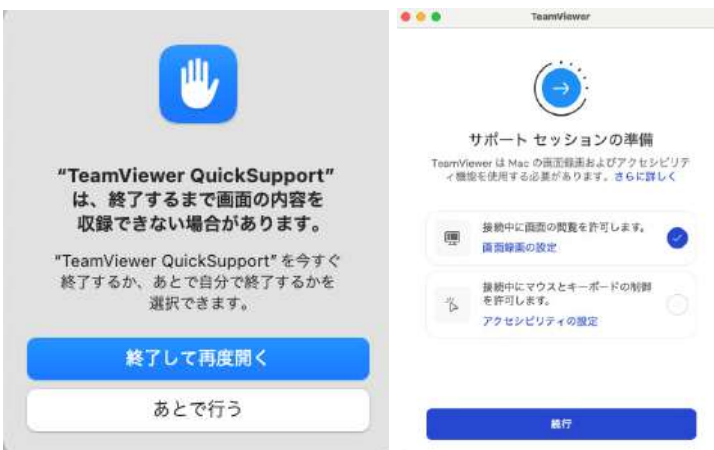 “TeamViewer QuickSupport”
は、終了するまで画面の内容を
収録できない場合があります。
“TeamViewer QuickSupport” を今すぐ
終了するか、あとで自分で終了するかを
選択できます。
終了して再度開く
あとで行う
TeamViewer
サポート セッションの準備
TeamViewer は Mac の画面録画およびアクセシビリテ
ィ機能を使用する必要があります。さらに詳しく
接続中に画面の閲覧を許可します。
画面録画の設定
接続中にマウスとキーボードの制御
を許可します。
アクセシビリティの設定
続行